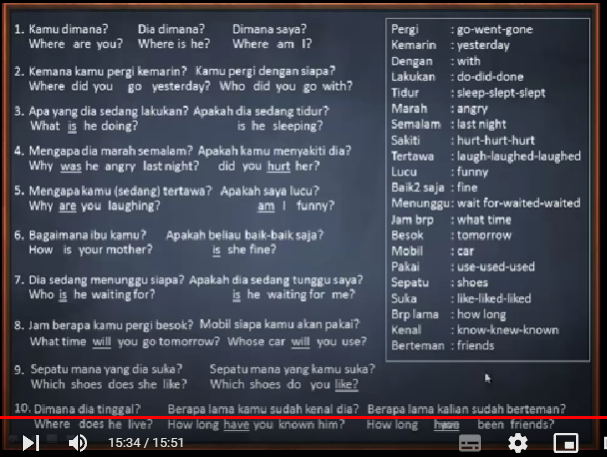 1. Kamu dimana? Dia dimana? Dimana saya?
Where are you? Where is he? Where am I?
2. Kemana kamu pergi kemarin? Kamu pergi dengan siapa?
Where did you go yesterday? Who did you go with?
3. Apa yang dia sedang lakukan? Apakah dia sedang tidur?
What is he doing? is he sleeping?
4. Mengapa dia marah semalam? Apakah kamu menyakiti dia?
Why was he angry last night? did you hurt her?
5. Mengapa kamu (sedang) tertawa? Apakah saya lucu?
Why are you laughing? am I funny?
6. Bagaimana ibu kamu? Apakah beliau baik-baik saja?
How is your mother? is she fine?
7. Dia sedang menunggu siapa? Apakah dia sedang tunggu saya?
Who is he waiting for? is he waiting for me?
8. Jam berapa kamu pergi besok? Mobil siapa kamu akan pakai?
What time will you go tomorrow? Whose car will you use?
9. Sepatu mana yang dia suka? Sepatu mana yang kamu suka?
Which shoes does she like? Which shoes do you like?
10. Dimana dia tinggal? Berapa lama kamu sudah kenal dia? Berapa lama kalian sudah berteman?
Where does he live? How long have you known him? How long have been friends?
Pergi : go-went-gone
Kemarin : yesterday
Dengan : with
Lakukan : do-did-done
Tidur : sleep-slept-slept
Marah : angry
Semalam : last night
Sakiti : hurt-hurt-hurt
Tertawa : laugh-laughed-laughed
Lucu : funny
Baik2 saja : fine
Menunggu : wait for-waited-waited
Jam brp : what time
Besok : tomorrow
Mobil : car
Pakai : use-used-used
Sepatu : shoes
Suka : like-liked-liked
Brp lama : how long
Kenal : know-knew-known
Berteman : friends
15:34 / 15:51